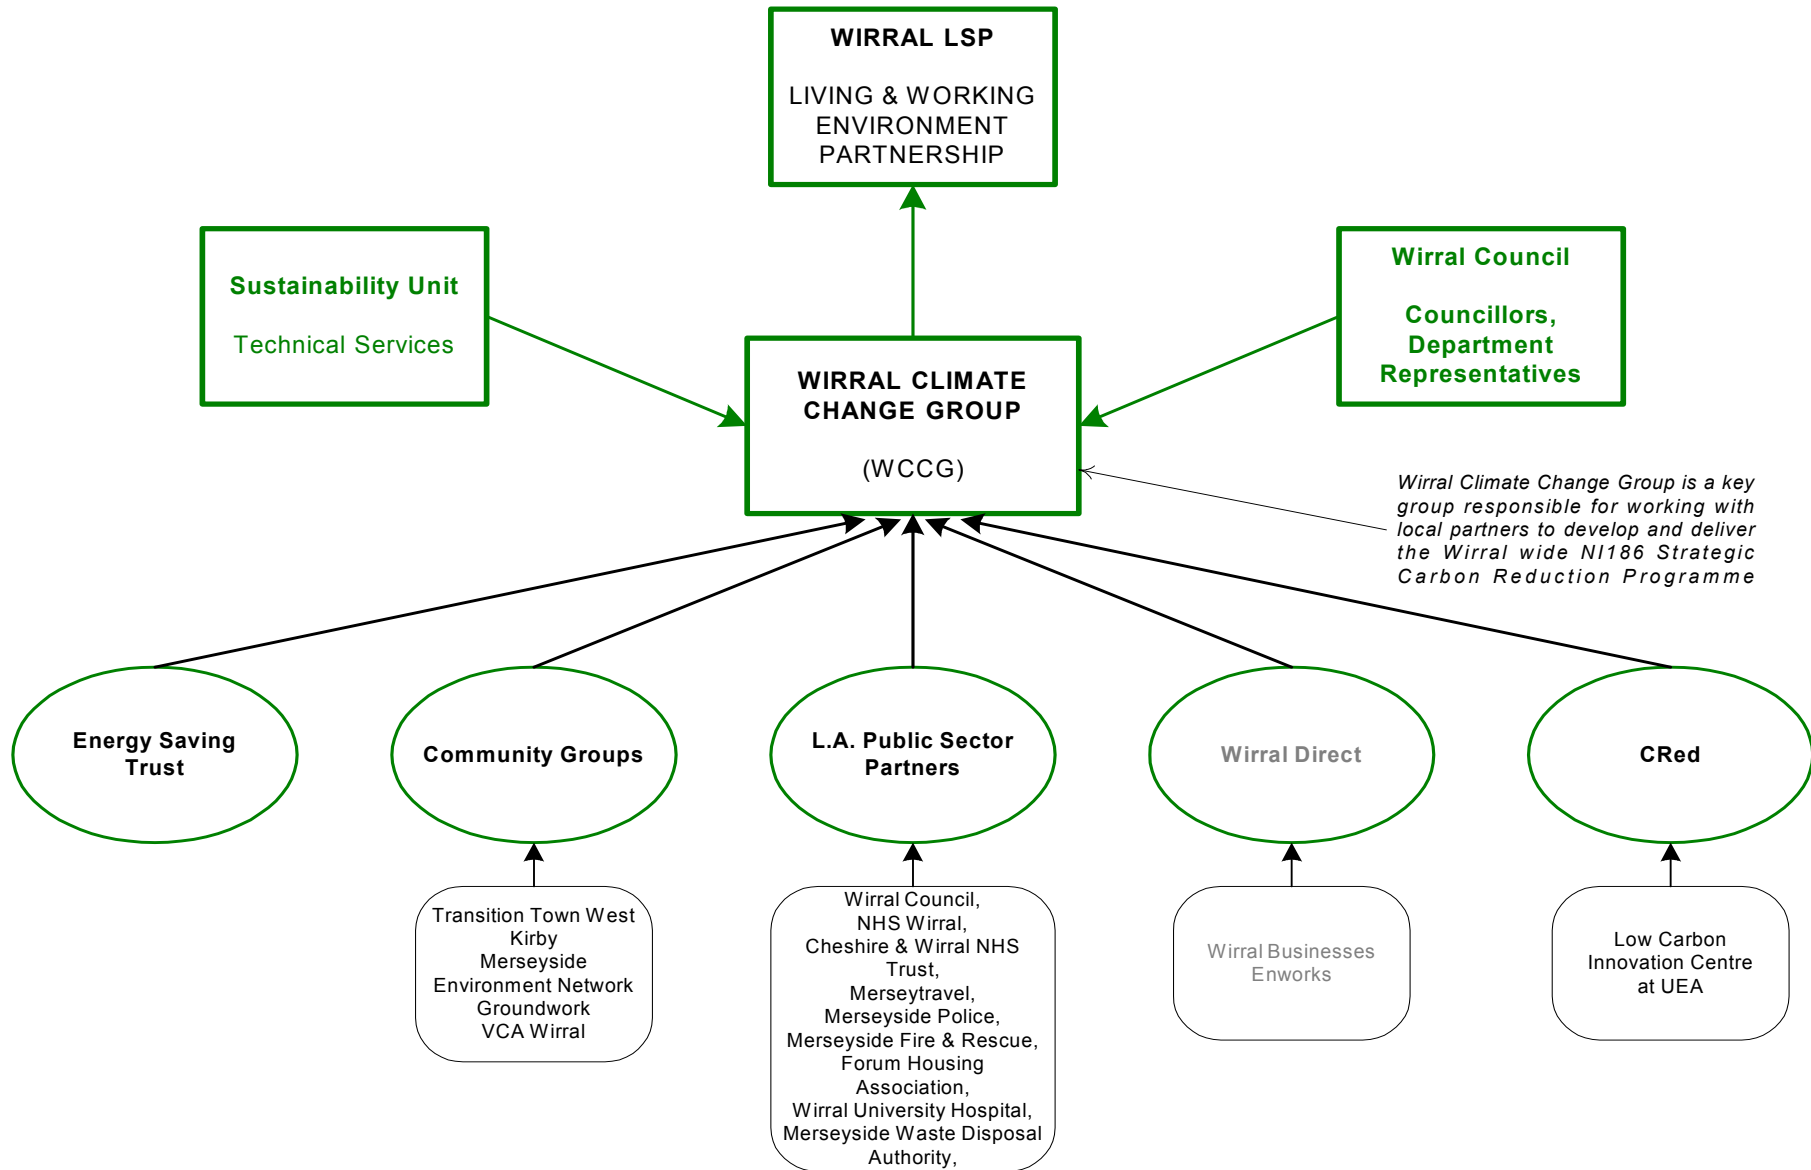 WIRRAL LSP
LIVING & WORKING
ENVIRONMENT
PARTNERSHIP
Sustainability Unit
Technical Services
Wirral Council
Councillors,
Department
Representatives
WIRRAL CLIMATE
CHANGE GROUP
(WCCG)
Wirral Climate Change Group is a key
group responsible for working with
local partners to develop and deliver
the Wirral wide NI186 Strategic
Carbon Reduction Programme
Energy Saving
Trust
Community Groups
L.A. Public Sector
Partners
Wirral Direct
CRed
Transition Town West
Kirby
Merseyside
Environment Network
Groundwork
VCA Wirral
Wirral Council,
NHS Wirral,
Cheshire & Wirral NHS
Trust,
Merseytravel,
Merseyside Police,
Merseyside Fire & Rescue,
Forum Housing
Association,
Wirral University Hospital,
Merseyside Waste Disposal
Authority,
Wirral Businesses
Enworks
Low Carbon
Innovation Centre
at UEA